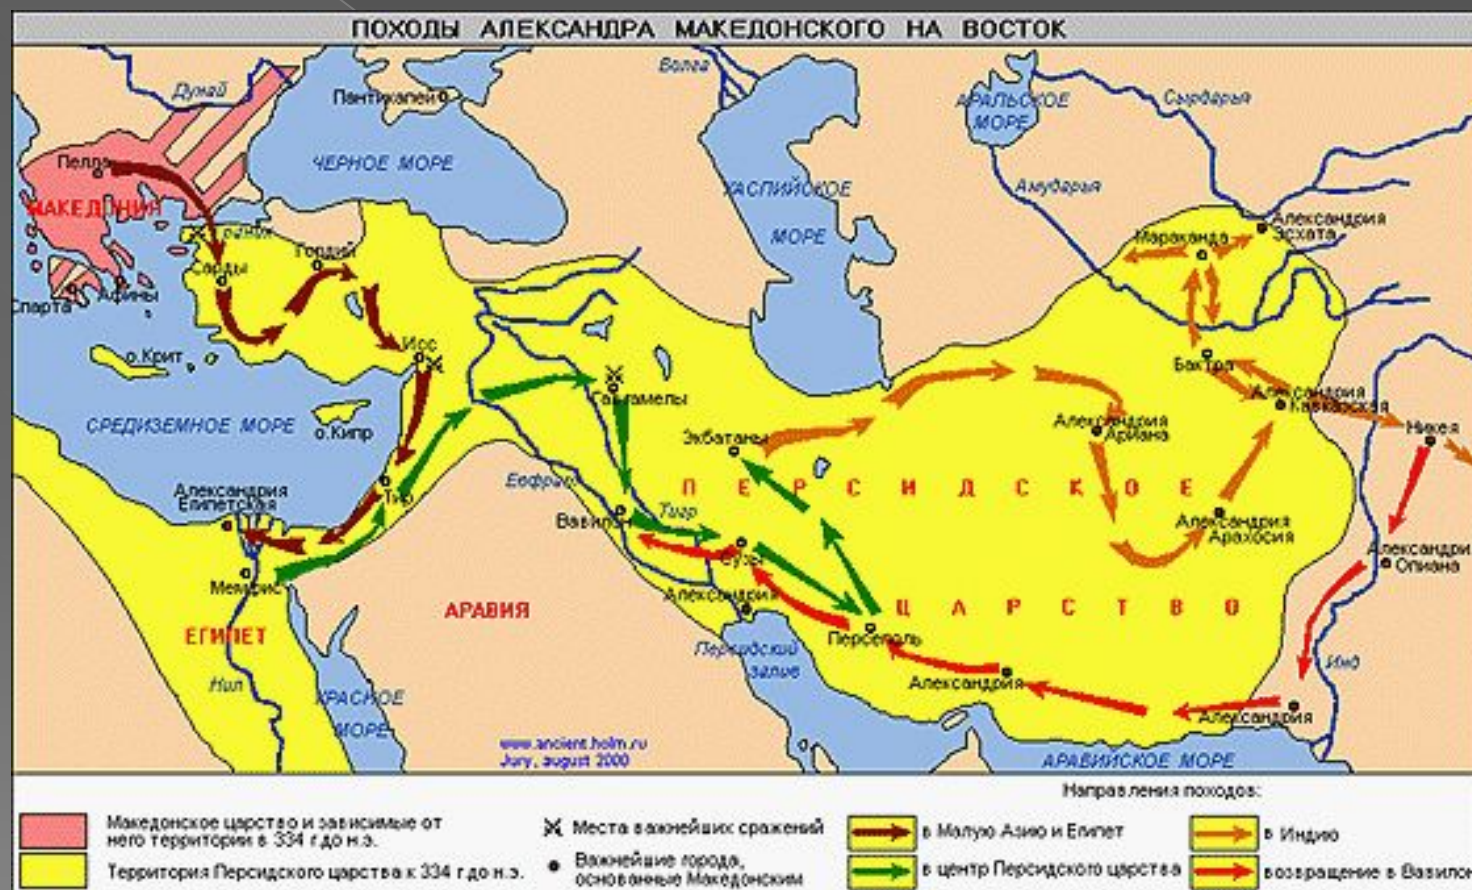 ПОХОДЫ АЛЕКСАНДРА МАКЕДОНСКОГО НА ВОСТОК
Дунай
Пантикапей
Волга
АРАЛЬСКОЕ
МОРЕ
Сырдарья
Пелла
ЧЕРНОЕ МОРЕ
КАСПИЙСКОЕ
МОРЕ
Амударья
МАКЕДОНИЯ
Александрия
Эсхата
Мараканда
Сарды
Гордий
Спарта
Афины
о.Крит
Исс
Бактра
Александрия
Кавказская
Гавгамелы
СРЕДИЗЕМНОЕ МОРЕ
о.Кипр
Экбатаны
Александрия
Ариана
Никея
Александрия
Египетская
Тир
Евфрат
ПЕРСИДСКОЕ
Вавилон
Тигр
Александрия
Арахосия
Сузы
Александри
Опиана
Мемфис
Александрия
ЦАРСТВО
АРАВИЯ
ЕГИПЕТ
Персеполь
Персидский
залив
Нил
КРАСНОЕ
МОРЕ
Александрия
Инд
Александрия
www.ancient.holm.ru
Jury, august 2000
АРАВИЙСКОЕ МОРЕ
Направления походов:
Македонское царство и зависимые от
него территории в 334 г.до н.э.
Места важнейших сражений
в Малую Азию и Египет
в Индию
Территория Персидского царства к 334 г.до н.э.
Важнейшие города,
основанные Македонским
в центр Персидского царства
возвращение в Вавилон